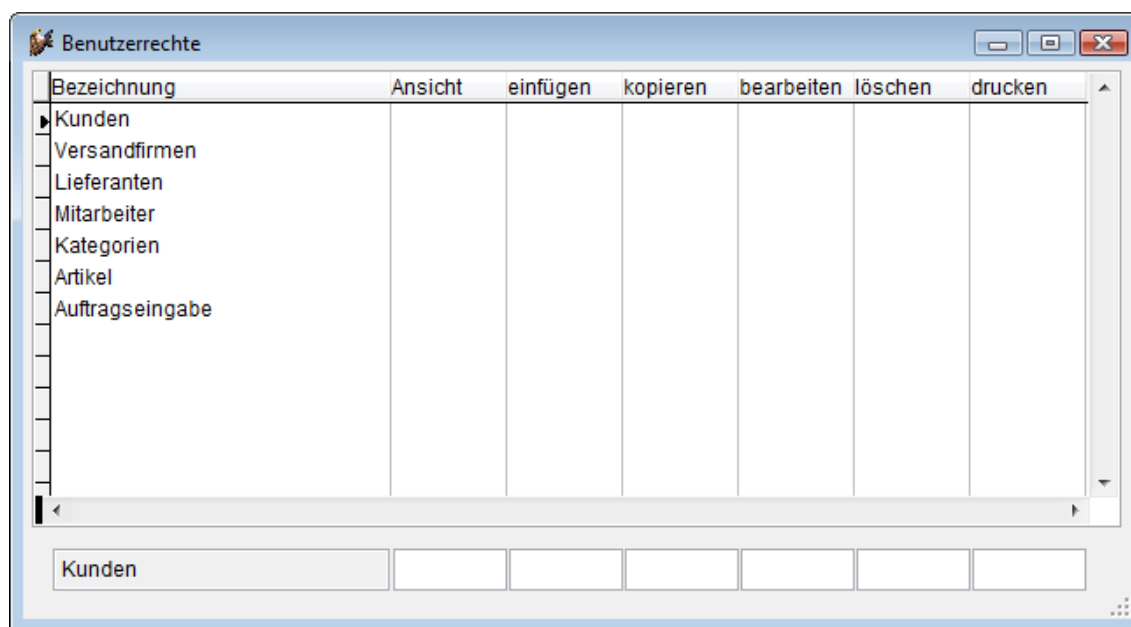 Benutzerrechte
Bezeichnung Ansicht einfügen kopieren bearbeiten löschen drucken
Kunden
Versandfirmen
Lieferanten
Mitarbeiter
Kategorien
Artikel
Auftragseingabe
Kunden